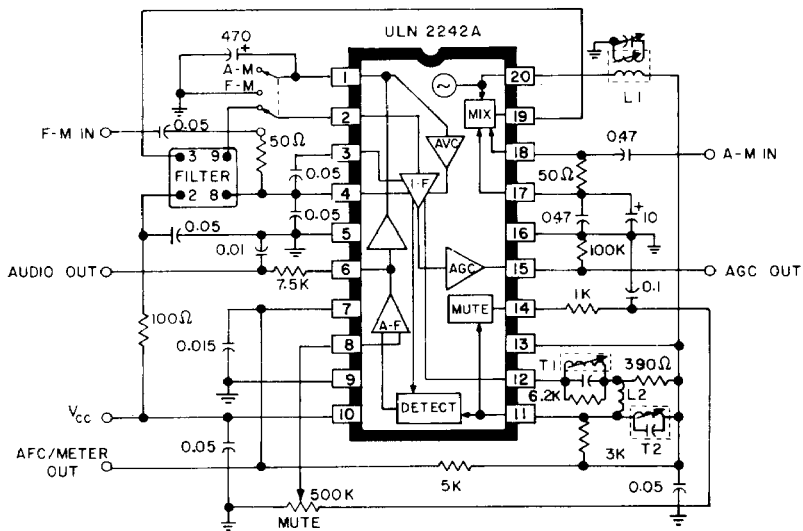 ULN 2242A
470
+
A-M
F-M
1
20
L1
2
MIX
19
0.05
F-M IN
50Ω
3
AVC
18
0.47
A-M IN
3 9
FILTER
2 8
0.05
4
I-F
17
50Ω
0.05
0.47
+
10
0.05
5
16
0.01
100K
AUDIO OUT
7.5K
6
AGC
15
AGC OUT
1K
0.1
100Ω
7
MUTE
14
A-F
8
13
0.015
T1
390Ω
9
12
6.2K
L2
DETECT
VCC
10
11
T2
0.05
3K
AFC/METER
OUT
5K
0.05
500K
MUTE